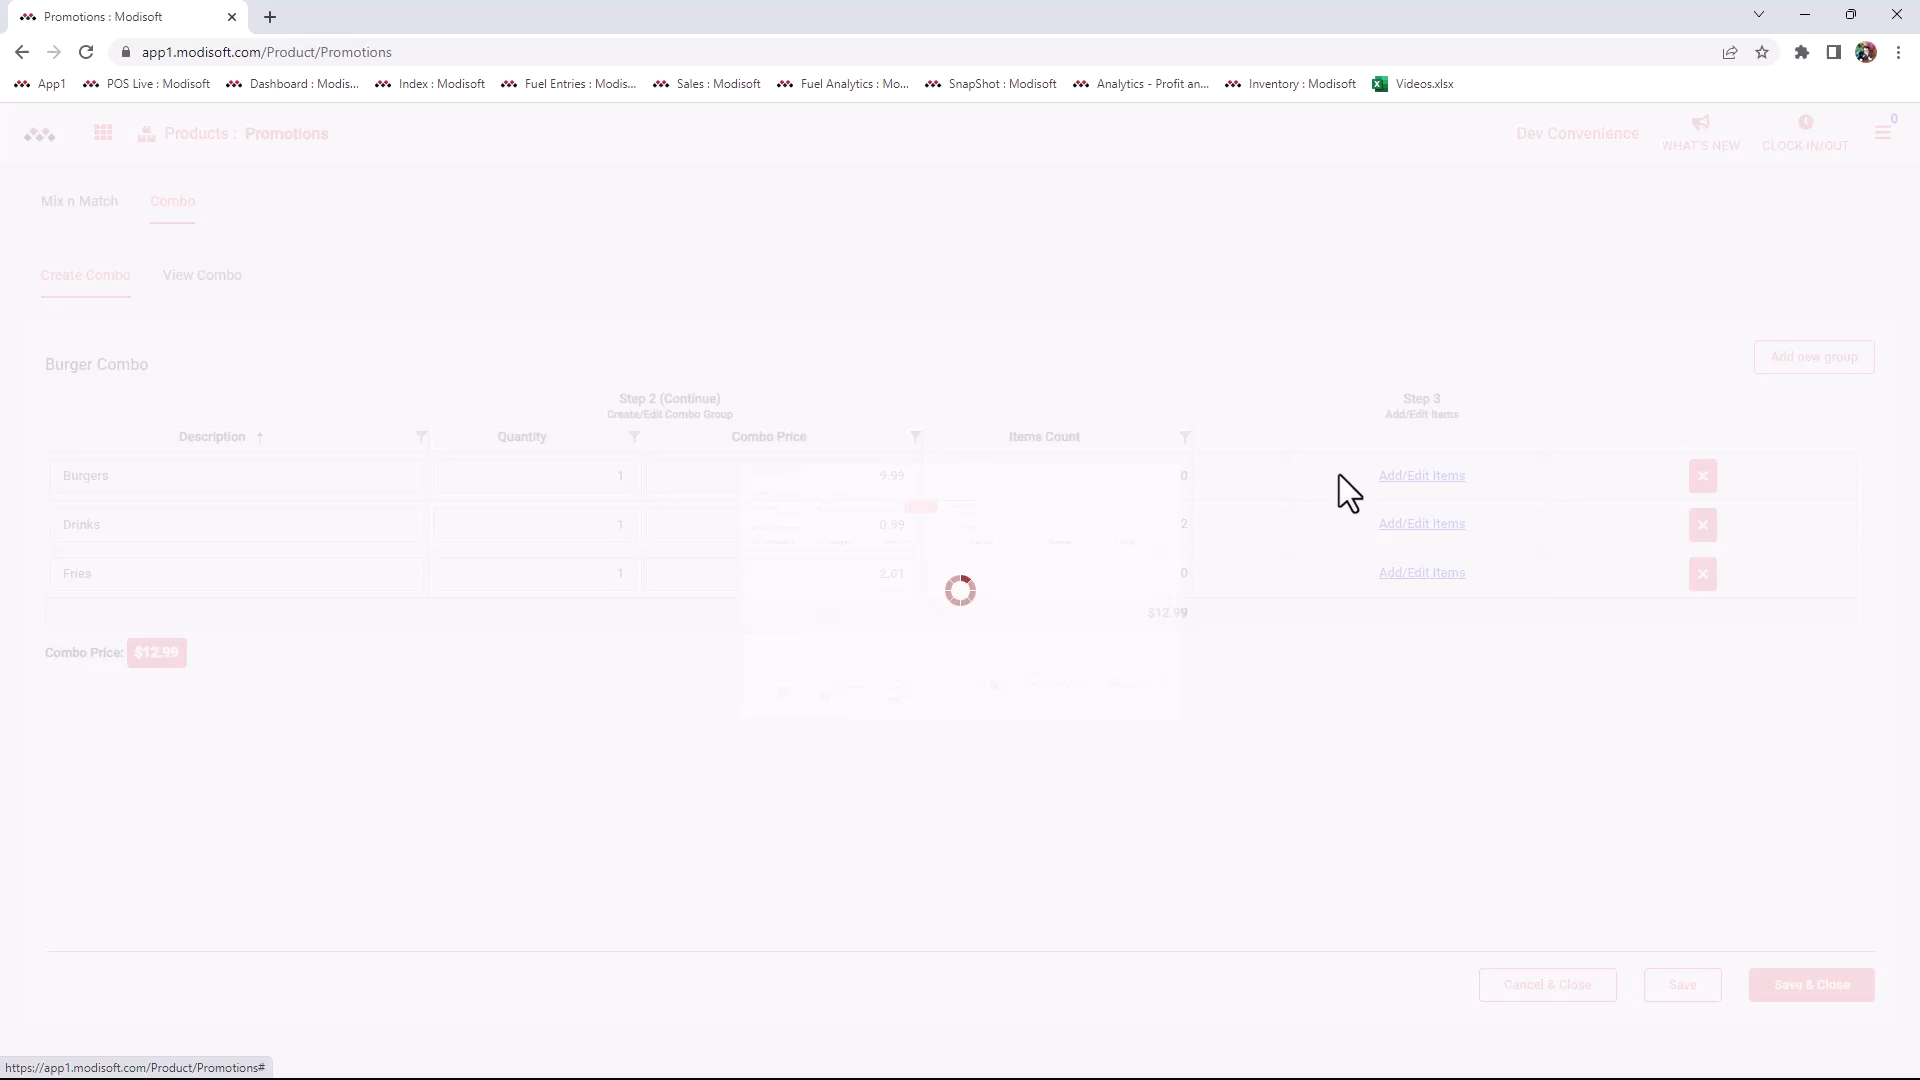 Promotions : Modisoft
app1.modisoft.com/Product/Promotions
App1 POS Live : Modisoft Dashboard : Modis... Index : Modisoft Fuel Entries : Modis... Sales : Modisoft Fuel Analytics : Mo... SnapShot : Modisoft Analytics - Profit an... Inventory : Modisoft Videos.xlsx
Products : Promotions Dev Convenience WHAT'S NEW CLOCK IN/OUT 0
Mix n Match Combo
Create Combo View Combo
Burger Combo Add new group
Step 2 (Continue) Step 3
Create/Edit Combo Group Add/Edit Items
Description Quantity Combo Price Items Count
Burgers 1 9.99 0 Add/Edit Items
Drinks 1 0.99 2 Add/Edit Items
Fries 1 2.01 0 Add/Edit Items
$12.99
Combo Price: $12.99
Cancel & Close Save Save & Close
https://app1.modisoft.com/Product/Promotions#